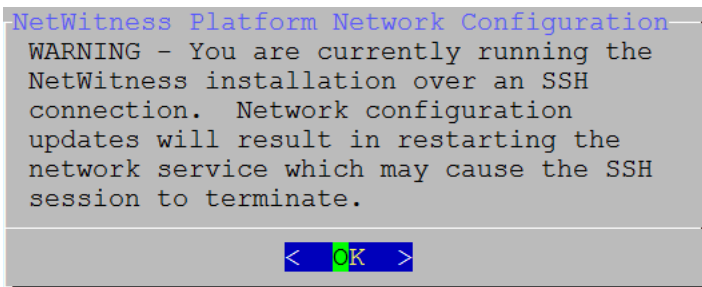 NetWitness Platform Network Configuration
WARNING - You are currently running the
NetWitness installation over an SSH
connection.  Network configuration
updates will result in restarting the
network service which may cause the SSH
session to terminate.
<  OK  >